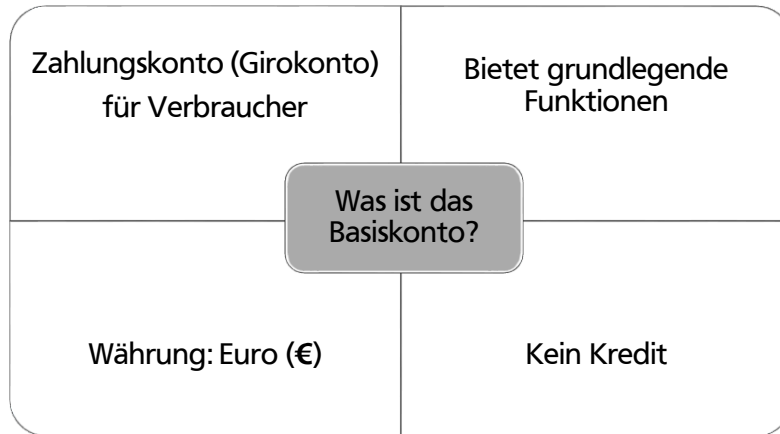 Zahlungskonto (Girokonto)
für Verbraucher
Bietet grundlegende
Funktionen
Was ist das
Basiskonto?
Währung: Euro (€)
Kein Kredit